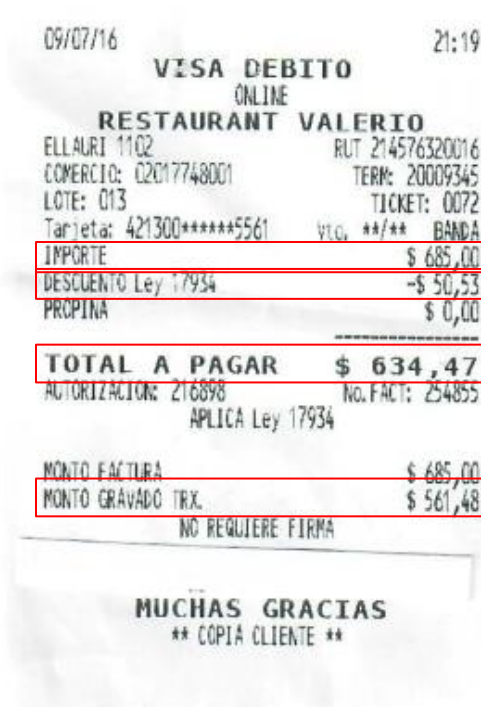 09/07/16 21:19
VISA DEBITO
ONLINE
RESTAURANT VALERIO
ELLAURI 1102 RUT 214576320016
COMERCIO: 02017748001 TERM: 20009345
LOTE: 013 TICKET: 0072
Tarjeta: 421300******5561 Vto. **/** BANDA
IMPORTE $ 685,00
DESCUENTO Ley 17934 -$ 50,53
PROPINA $ 0,00
----------------
TOTAL A PAGAR $ 634,47
AUTORIZACION: 216898 No.FACT: 254855
APLICA Ley 17934
MONTO FACTURA $ 685,00
MONTO GRAVADO TRX. $ 561,48
NO REQUIERE FIRMA
MUCHAS GRACIAS
** COPIA CLIENTE **